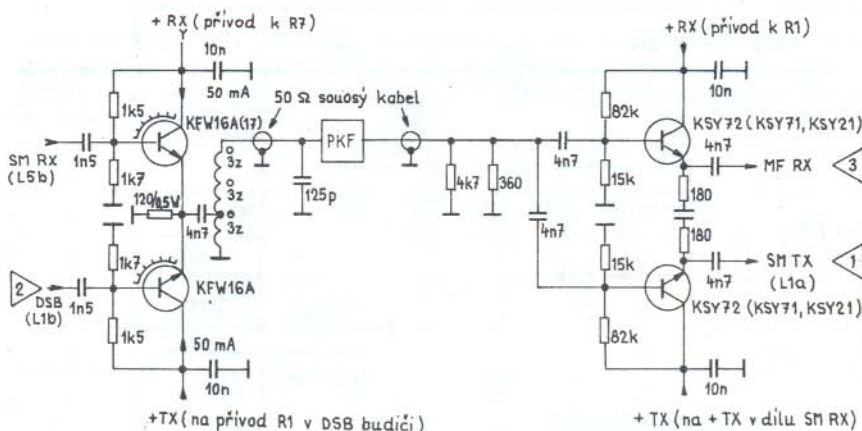 + RX (přívod k R7)
+RX (přívod k R1)
10n
50 mA
50 Ω souosý kabel
10n
1k5
KFW16A(17)
82k
KSY72 (KSY71, KSY21)
SM RX
(L5b)
1n5
3z
3z
3z
PKF
4n7
4n7
MF RX
3
1k7
120/0,5W
4n7
125p
4k7
360
15k
180
4n7
180
1k7
15k
SM TX
(L1a)
1
2
DSB
(L1b)
1n5
KFW16A
4n7
KSY72 (KSY71, KSY21)
1k5
50 mA
82k
10n
10n
+TX (na přívod R1 v DSB budiči)
+ TX (na + TX v dílu SM RX)